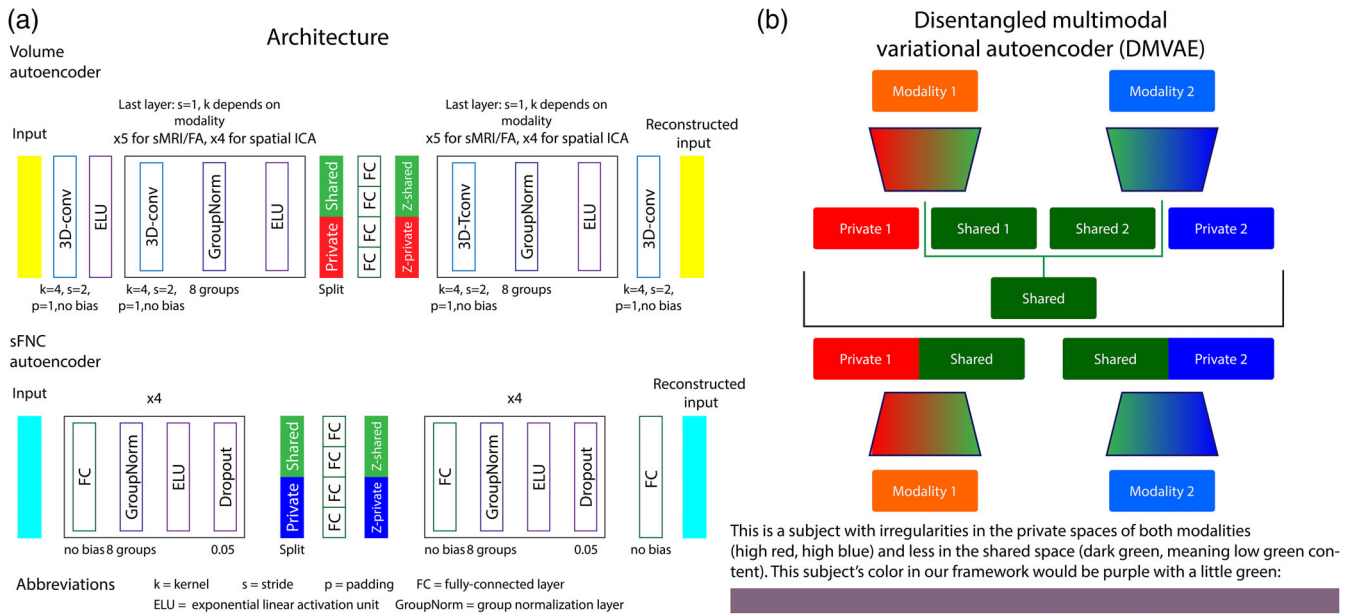 (a)
Architecture
Volume
autoencoder
Last layer: s=1, k depends on
modality
x5 for sMRI/FA, x4 for spatial ICA
Last layer: s=1, k depends on
modality
x5 for sMRI/FA, x4 for spatial ICA
Input
Reconstructed
input
3D-conv
ELU
3D-conv
GroupNorm
ELU
Shared
Private
FC
FC
FC
FC
Z-shared
Z-private
3D-Tconv
GroupNorm
ELU
3D-conv
k=4, s=2,
p=1,no bias
k=4, s=2,
p=1,no bias
8 groups
Split
k=4, s=2,
p=1,no bias
8 groups
k=4, s=2,
p=1,no bias
sFNC
autoencoder
Input
x4
x4
Reconstructed
input
FC
GroupNorm
ELU
Dropout
Shared
Private
FC
FC
FC
FC
Z-shared
Z-private
FC
GroupNorm
ELU
Dropout
FC
no bias
8 groups
0.05
Split
no bias
8 groups
0.05
no bias
Abbreviations
k = kernel
s = stride
p = padding
FC = fully-connected layer
ELU = exponential linear activation unit
GroupNorm = group normalization layer
(b)
Disentangled multimodal
variational autoencoder (DMVAE)
Modality 1
Modality 2
Private 1
Shared 1
Shared 2
Private 2
Shared
Private 1
Shared
Shared
Private 2
Modality 1
Modality 2
This is a subject with irregularities in the private spaces of both modalities
(high red, high blue) and less in the shared space (dark green, meaning low green con-
tent). This subject's color in our framework would be purple with a little green: